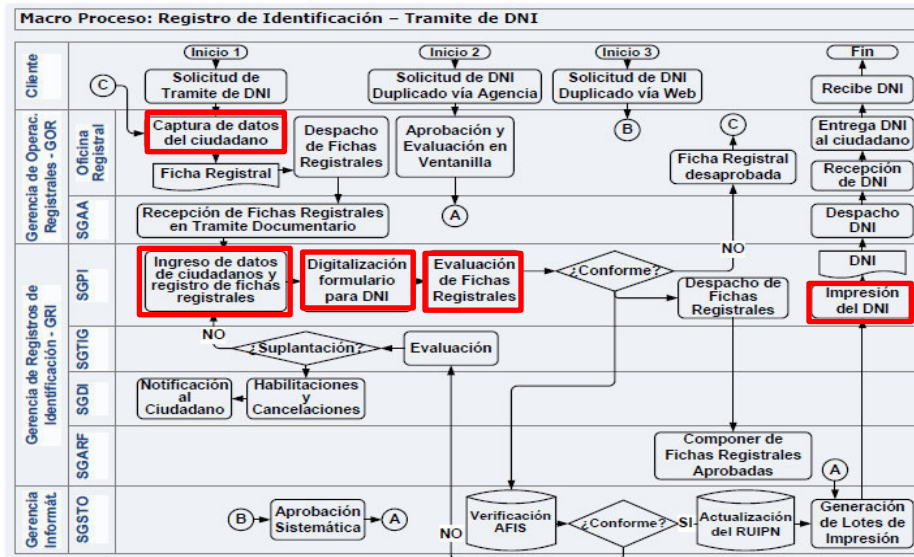 Macro Proceso: Registro de Identificación – Tramite de DNI
Cliente
Inicio 1
Inicio 2
Inicio 3
Fin
Solicitud de
Tramite de DNI
Solicitud de DNI
Duplicado vía Agencia
Solicitud de DNI
Duplicado vía Web
Recibe DNI
C
Gerencia de Operac.
Registrales - GOR
Oficina
Registral
Captura de datos
del ciudadano
Ficha Registral
Despacho
de Fichas
Registrales
Aprobación y
Evaluación en
Ventanilla
A
B
C
Ficha Registral
desaprobada
Entrega DNI
al ciudadano
Recepción
de DNI
SGAA
Recepción de Fichas Registrales
en Tramite Documentario
NO
Despacho
DNI
Gerencia de Registros de
Identificación - GRI
SGPI
Ingreso de datos
de ciudadanos y
registro de fichas
registrales
Digitalización
formulario
para DNI
Evaluación
de Fichas
Registrales
¿Conforme?
Despacho de
Fichas
Registrales
DNI
Impresión
del DNI
SGTIG
NO
¿Suplantación?
Evaluación
SGDI
Notificación
al
Ciudadano
Habilitaciones
y
Cancelaciones
SGARF
Componer de
Fichas Registrales
Aprobadas
A
Gerencia
Informát.
SGSTO
B
Aprobación
Sistemática
A
NO
Verificación
AFIS
¿Conforme?
SI
Actualización
del RUIPN
Generación
de Lotes de
Impresión